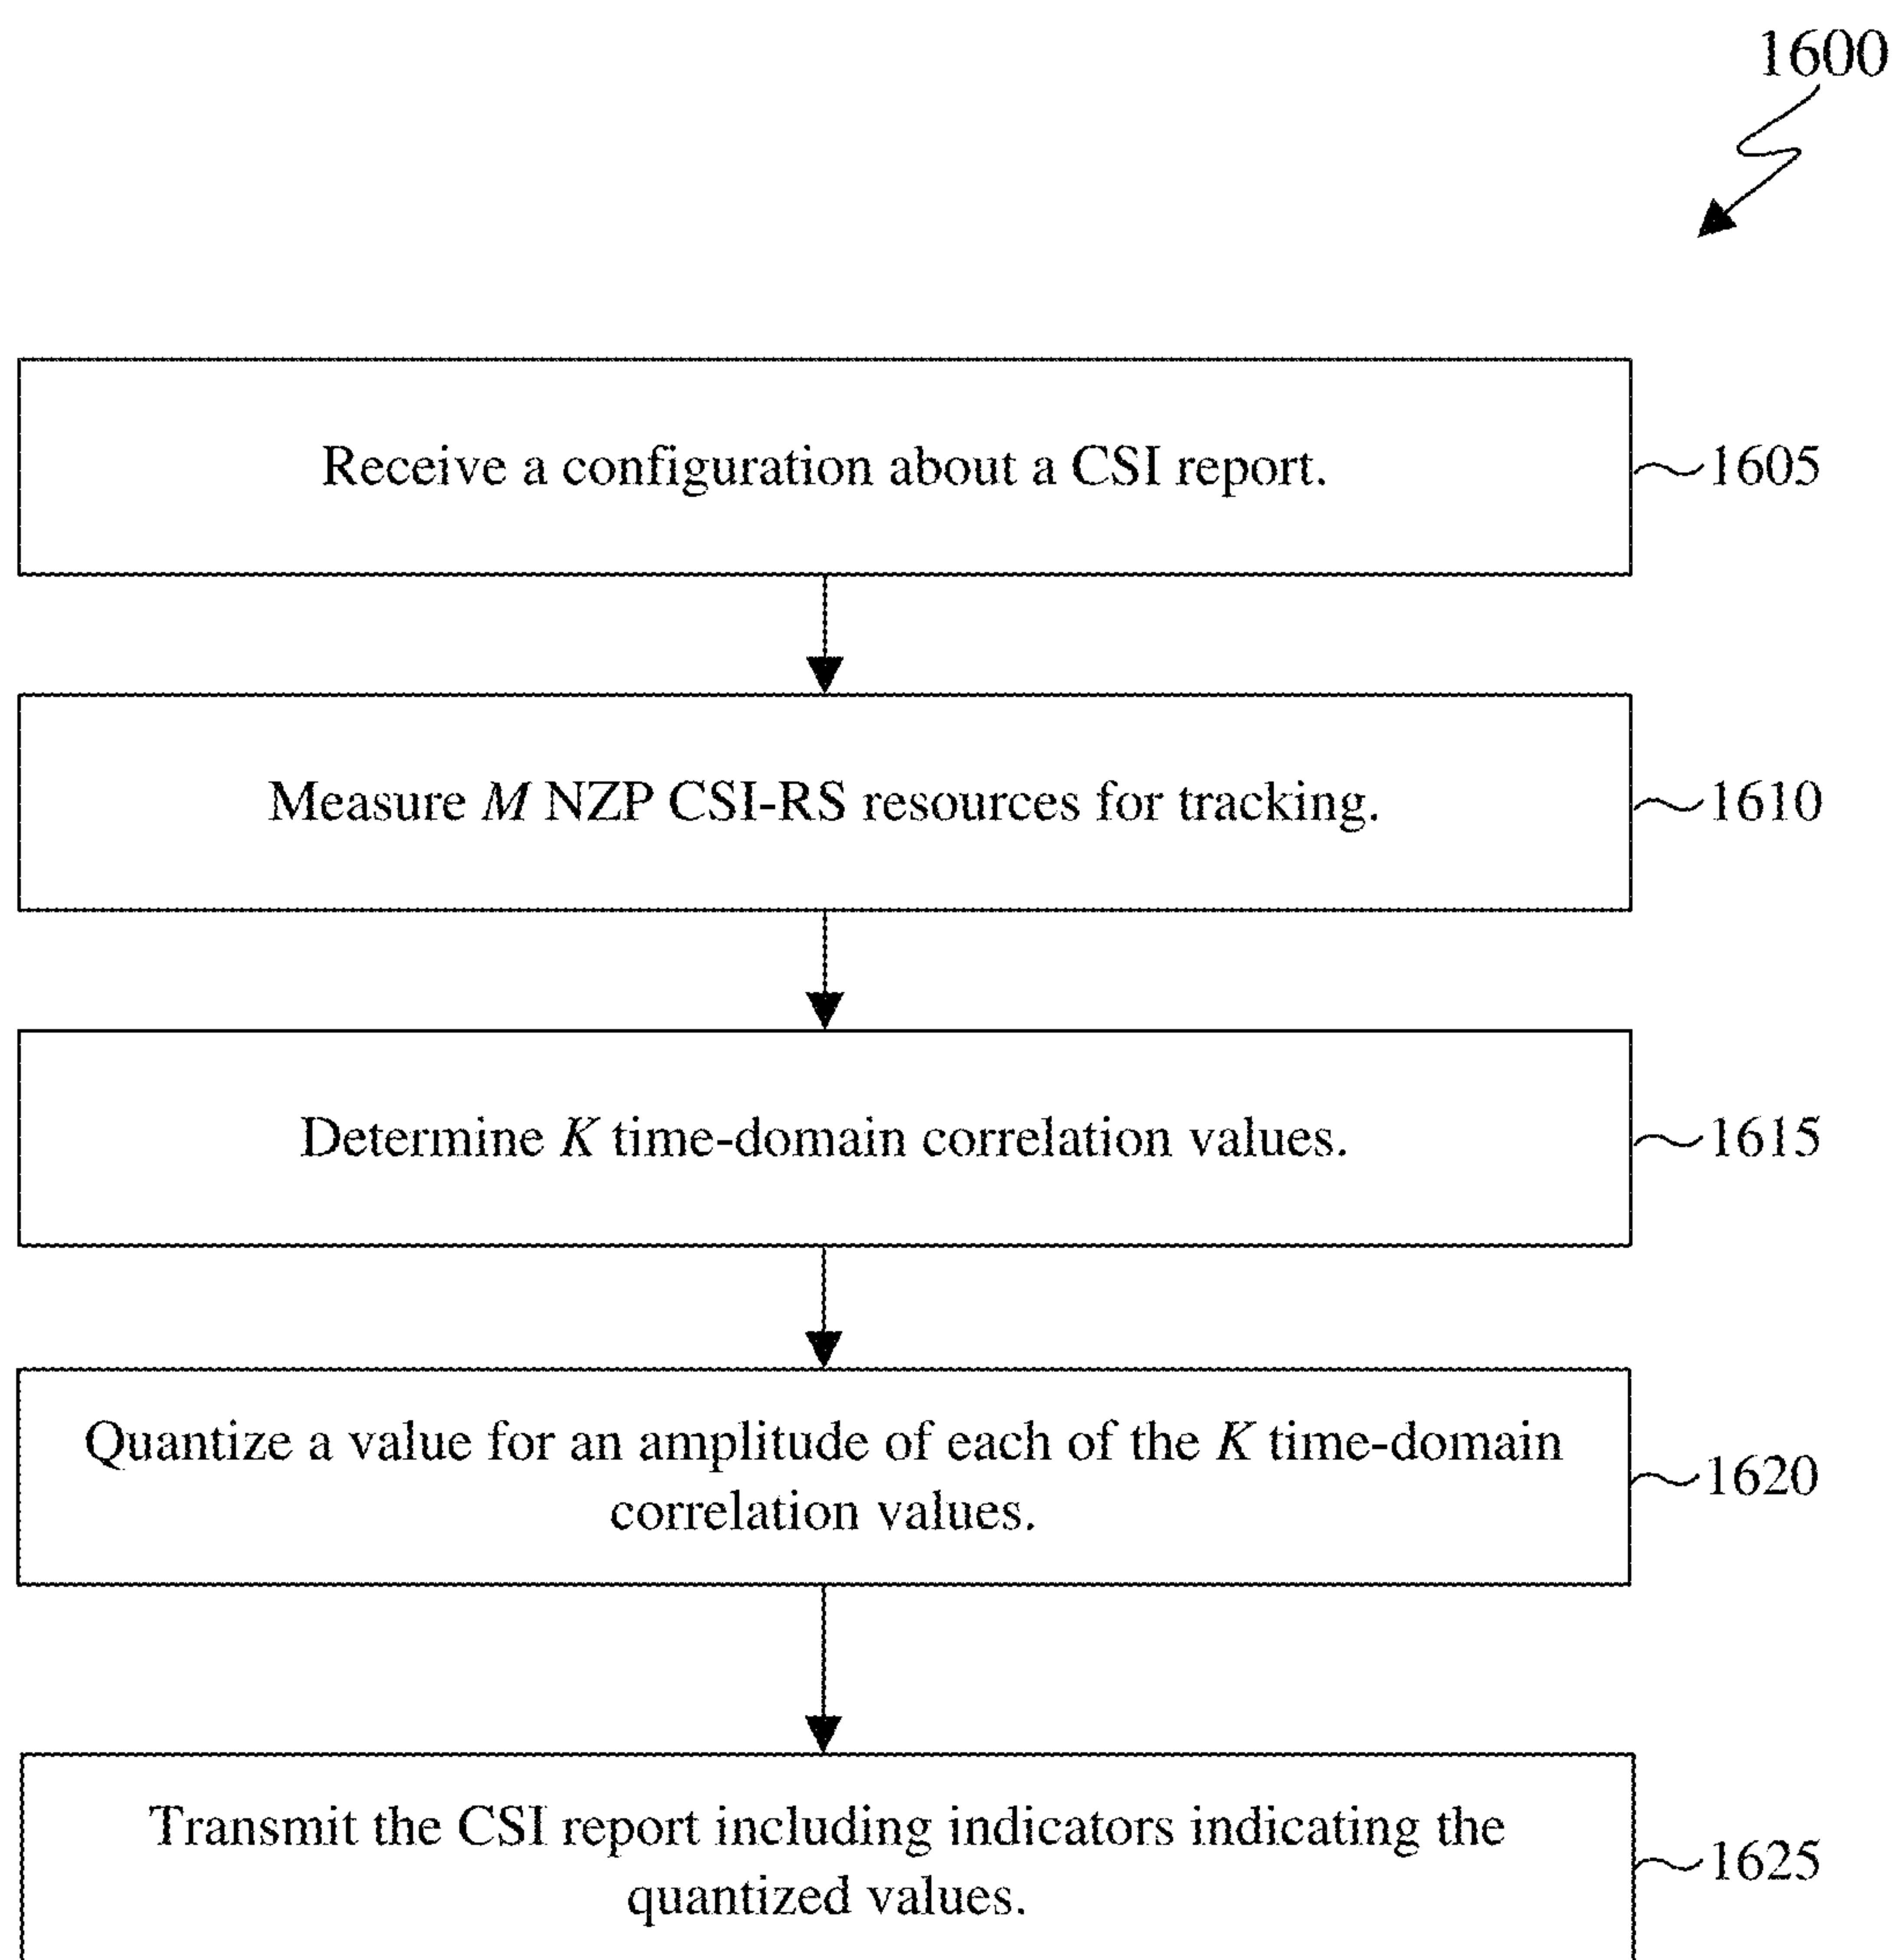 1600
Receive a configuration about a CSI report.
1605
Measure M NZP CSI-RS resources for tracking.
1610
Determine K time-domain correlation values.
1615
Quantize a value for an amplitude of each of the K time-domain
correlation values.
1620
Transmit the CSI report including indicators indicating the
quantized values.
1625